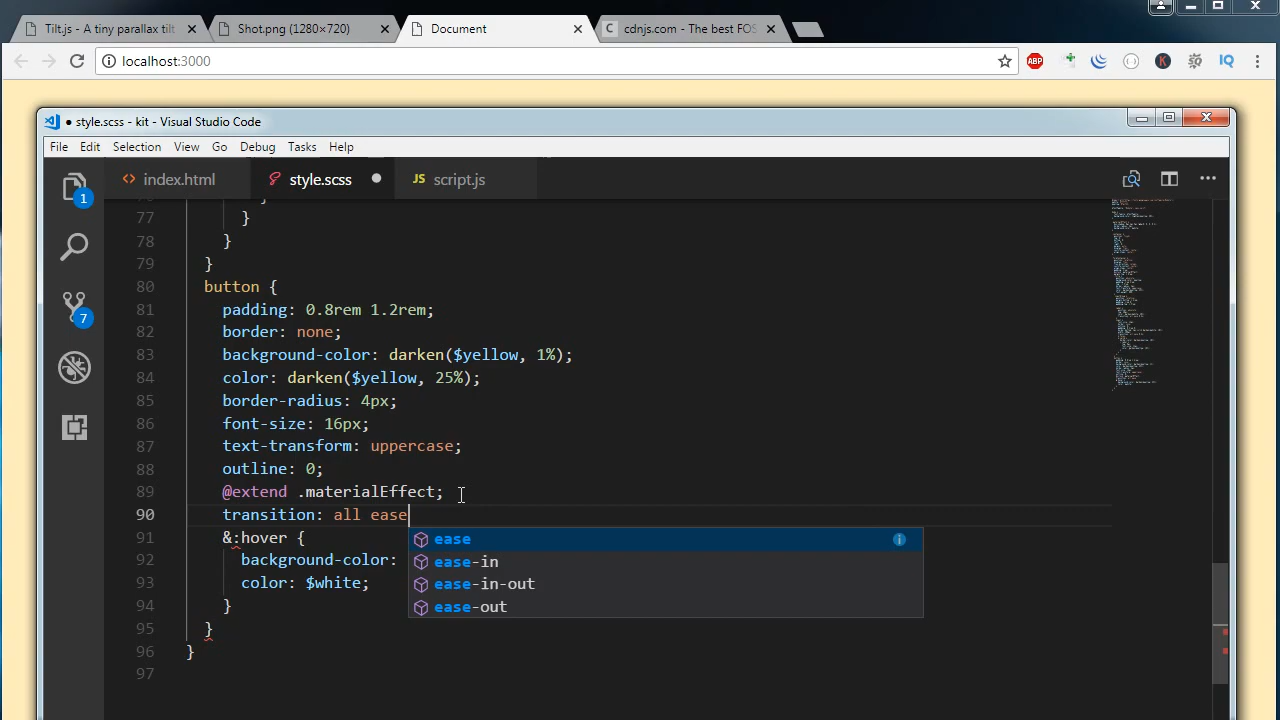 Tilt.js - A tiny parallax tilt
Shot.png (1280×720)
Document
cdnjs.com - The best FOS
localhost:3000
ABP
K
IQ
● style.scss - kit - Visual Studio Code
File Edit Selection View Go Debug Tasks Help
<> index.html
style.scss ●
JS script.js
1
7
77 }
78 }
79 }
80 button {
81 padding: 0.8rem 1.2rem;
82 border: none;
83 background-color: darken($yellow, 1%);
84 color: darken($yellow, 25%);
85 border-radius: 4px;
86 font-size: 16px;
87 text-transform: uppercase;
88 outline: 0;
89 @extend .materialEffect;
90 transition: all ease
91 &:hover {
92 background-color:
93 color: $white;
94 }
95 }
96 }
97
ease
ease-in
ease-in-out
ease-out